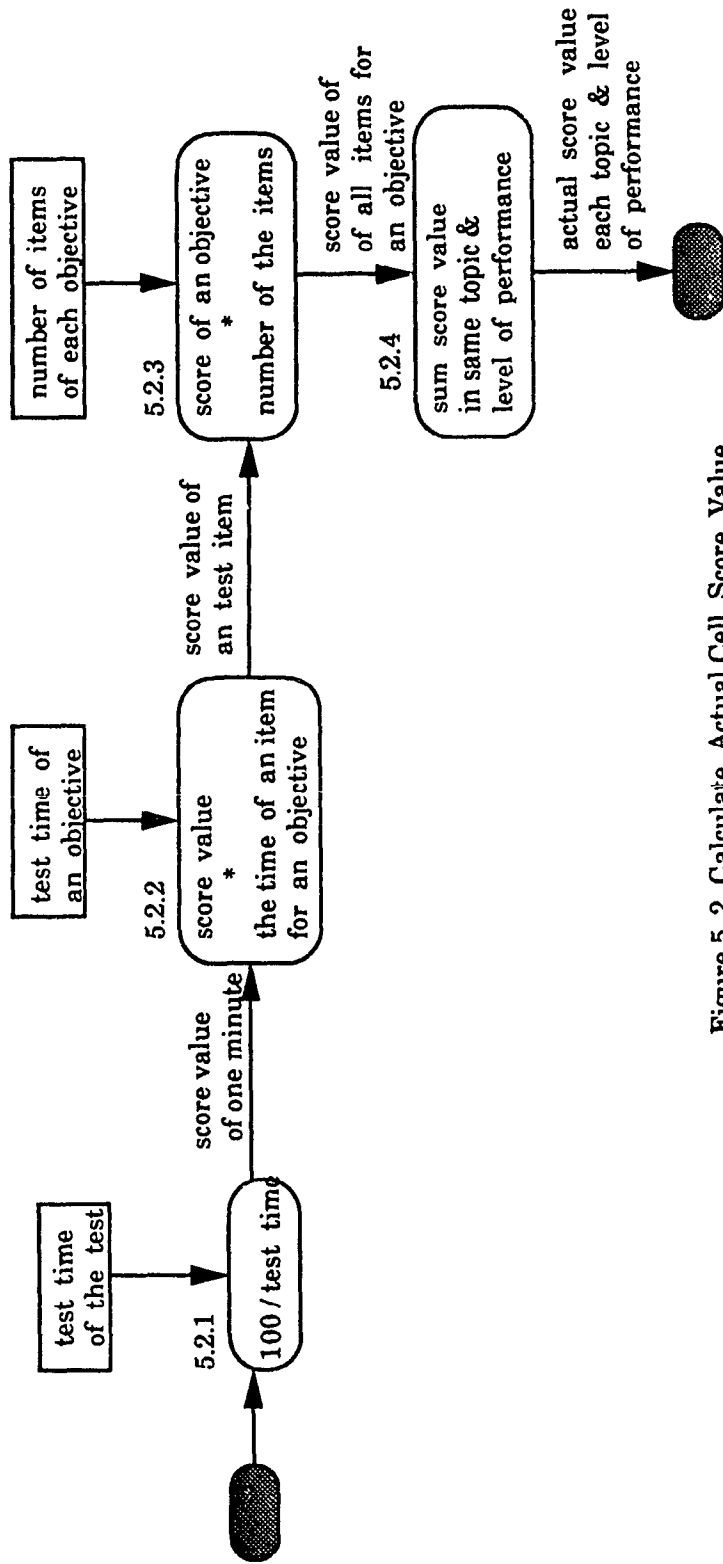 test time
of the test
5.2.1
100 / test time
score value
of one minute
test time of
an objective
5.2.2
score value
*
the time of an item
for an objective
score value of
an test item
number of items
of each objective
5.2.3
score of an objective
*
number of the items
score value of
of all items for
an objective
5.2.4
sum score value
in same topic &
level of performance
actual score value
each topic & level
of performance
Figure 5.2 Calculate Actual Cell Score Value